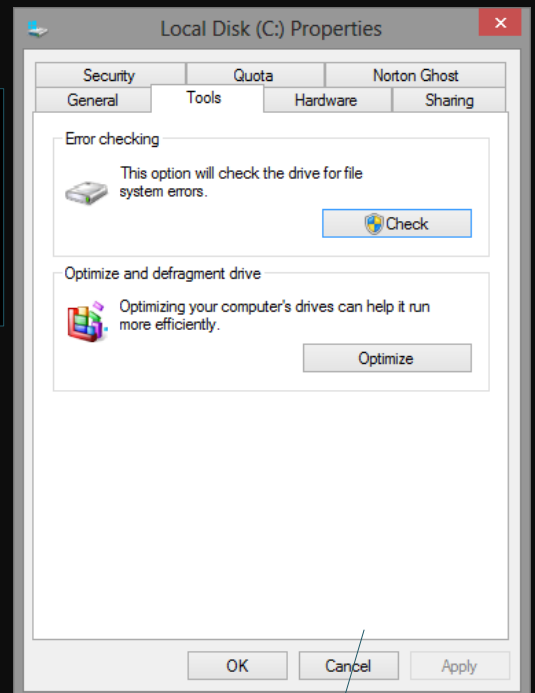 Local Disk (C:) Properties
Security Quota Norton Ghost
General Tools Hardware Sharing
Error checking
This option will check the drive for file
system errors.
Check
Optimize and defragment drive
Optimizing your computer's drives can help it run
more efficiently.
Optimize
OK Cancel Apply